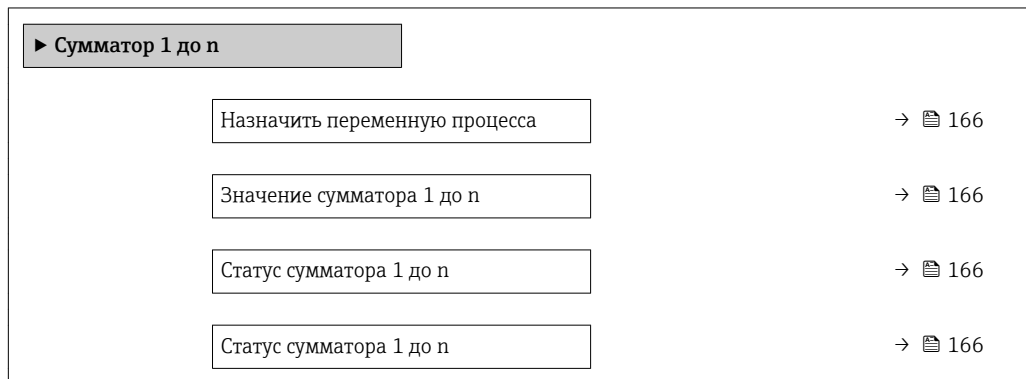 ▶ Сумматор 1 до n
Назначить переменную процесса → 166
Значение сумматора 1 до n → 166
Статус сумматора 1 до n → 166
Статус сумматора 1 до n → 166